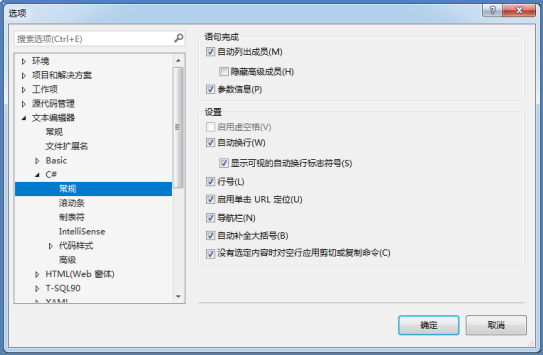 选项
搜索选项(Ctrl+E)
环境
项目和解决方案
工作项
源代码管理
文本编辑器
常规
文件扩展名
Basic
C#
常规
滚动条
制表符
IntelliSense
代码样式
高级
HTML(Web 窗体)
T-SQL90
XAML
语句完成
自动列出成员(M)
隐藏高级成员(H)
参数信息(P)
设置
启用虚空格(V)
自动换行(W)
显示可视的自动换行标志符号(S)
行号(L)
启用单击 URL 定位(U)
导航栏(N)
自动补全大括号(B)
没有选定内容时对空行应用剪切或复制命令(C)
确定
取消